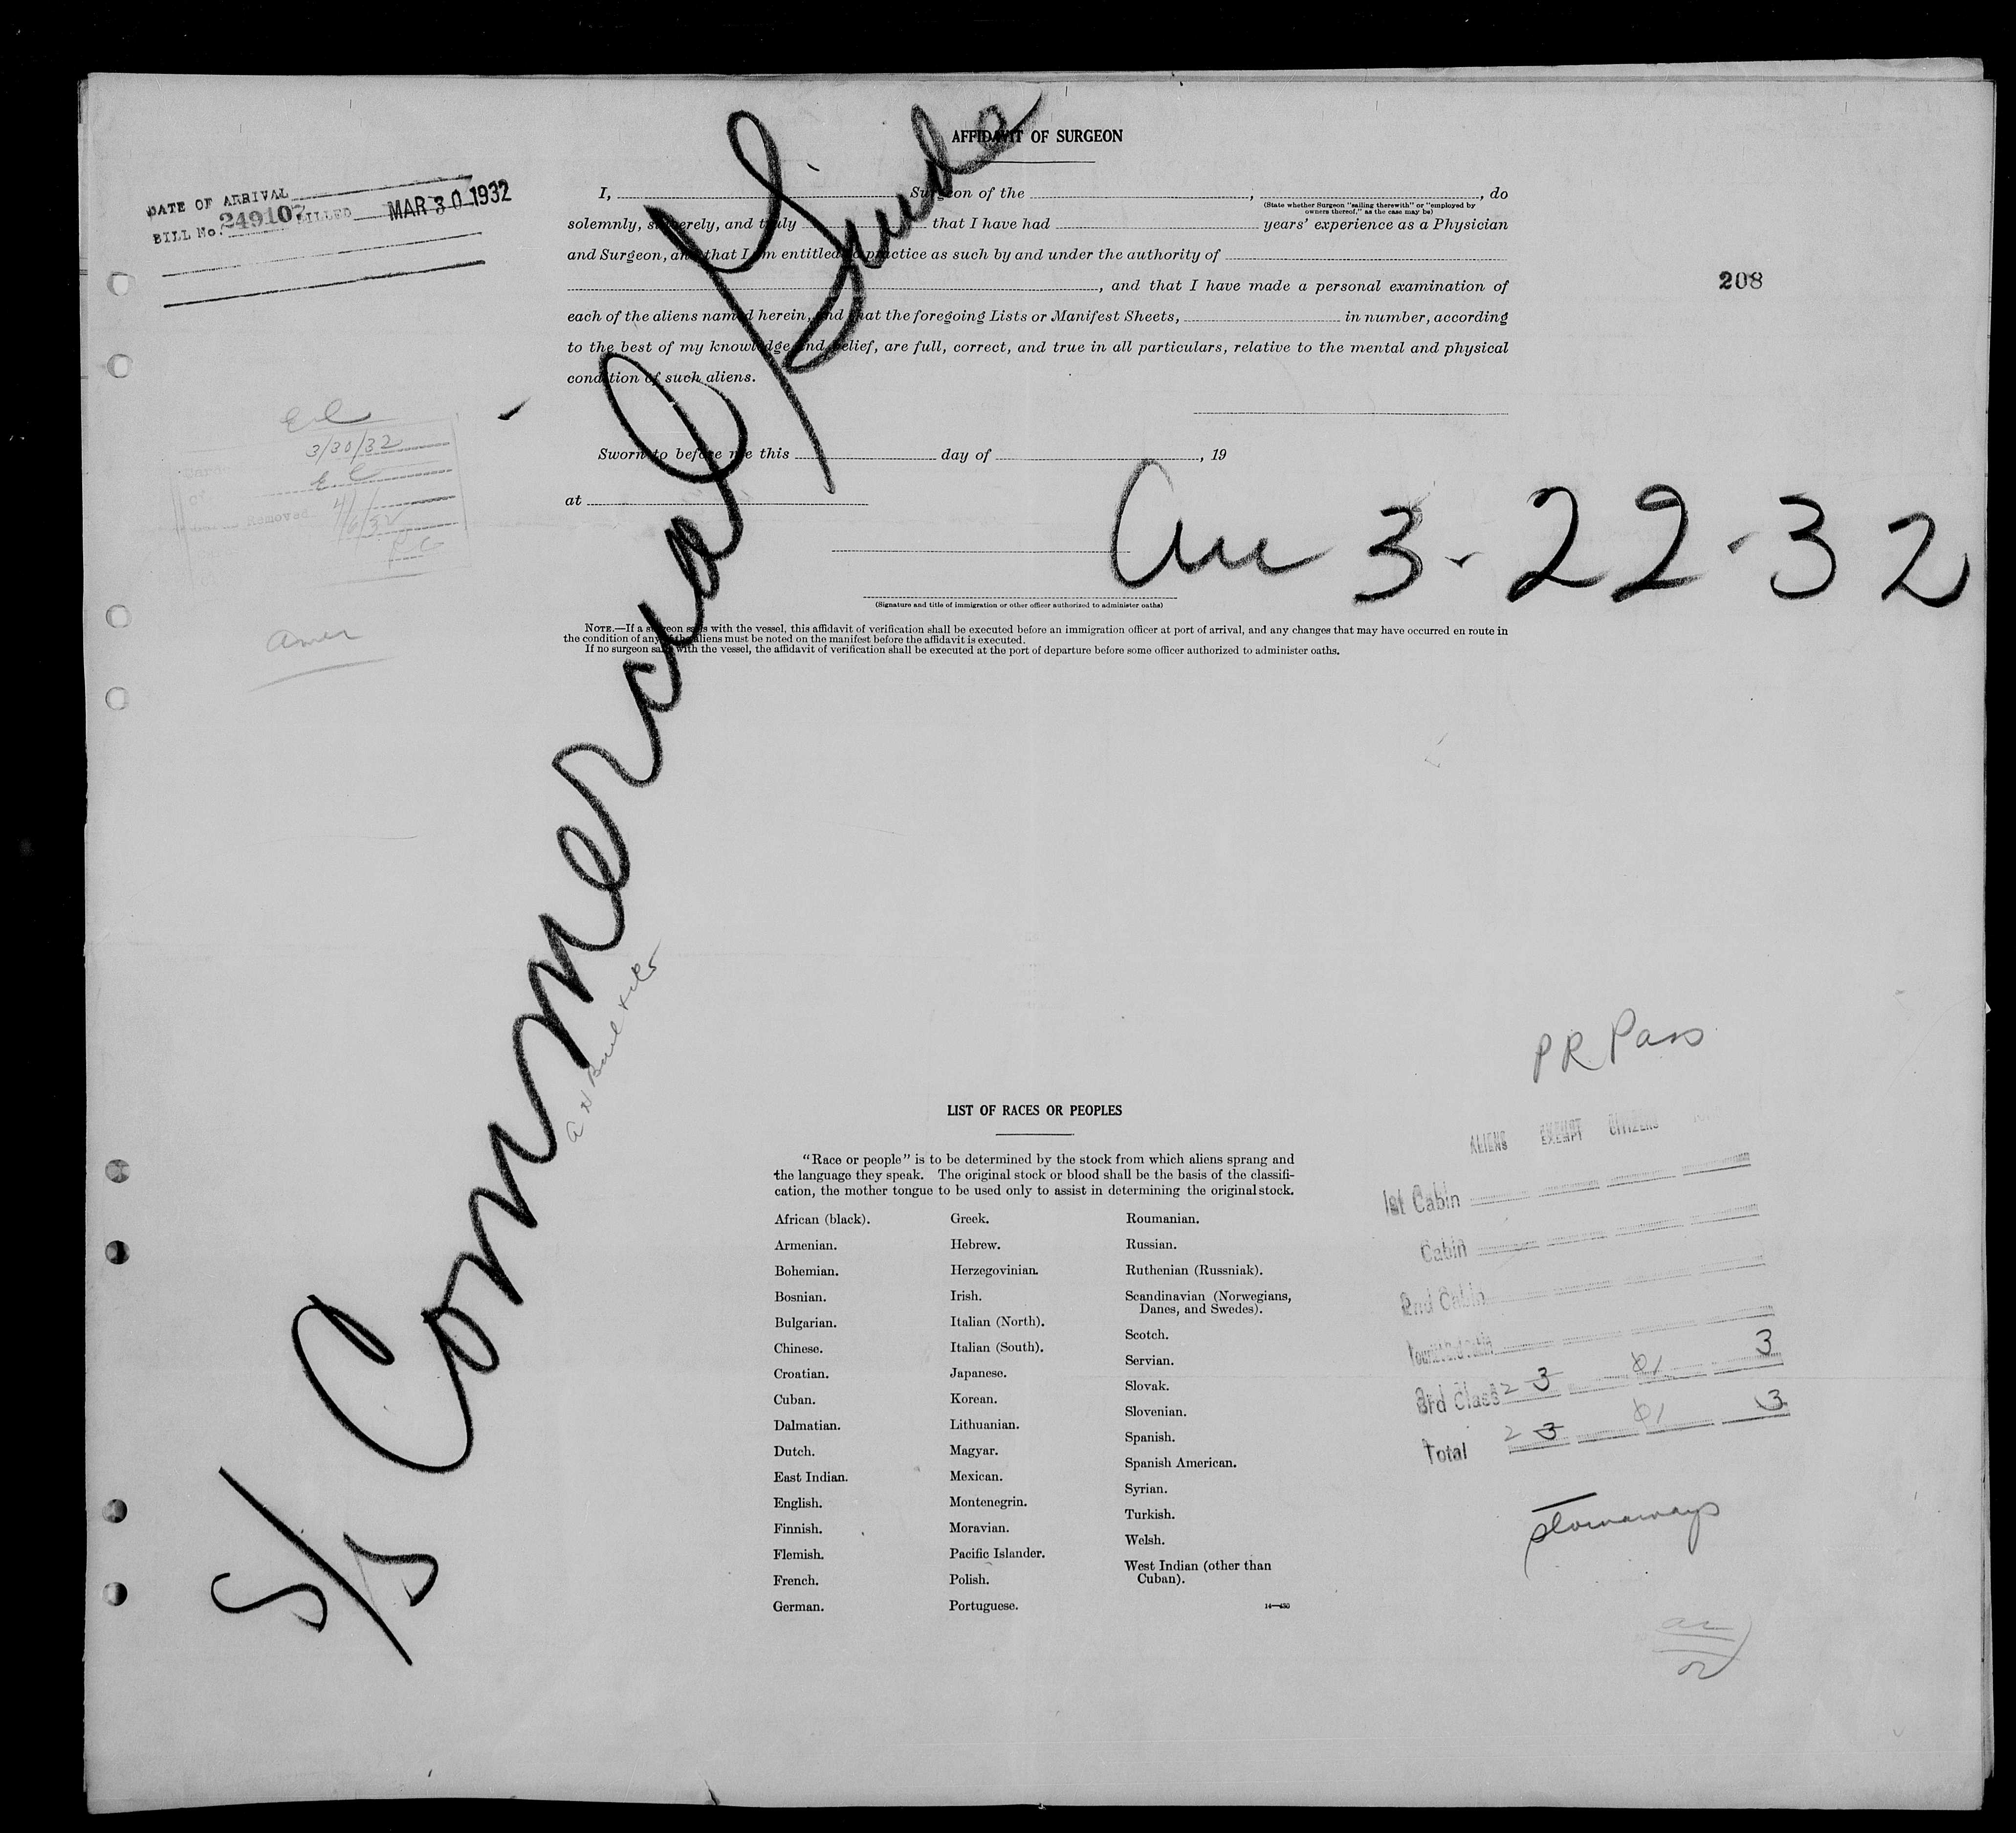 AFFIDAVIT OF SURGEON
DATE OF ARRIVAL
BILL No. 249107 BILLED MAR 30 1932
I, Surgeon of the , , do
(State whether Surgeon "sailing therewith" or "employed by
owners thereof," as the case may be)
solemnly, sincerely, and truly that I have had years' experience as a Physician
and Surgeon, and that I am entitled to practice as such by and under the authority of
, and that I have made a personal examination of
208
each of the aliens named herein, and that the foregoing Lists or Manifest Sheets, in number, according
to the best of my knowledge and belief, are full, correct, and true in all particulars, relative to the mental and physical
condition of such aliens.
3/30/32
Removed
4/6/32
Sworn to before me this day of , 19
at
3-22-32
(Signature and title of immigration or other officer authorized to administer oaths)
NOTE.—If a surgeon sails with the vessel, this affidavit of verification shall be executed before an immigration officer at port of arrival, and any changes that may have occurred en route in
the condition of any of the aliens must be noted on the manifest before the affidavit is executed.
If no surgeon sails with the vessel, the affidavit of verification shall be executed at the port of departure before some officer authorized to administer oaths.
Amer
S/S Commercial Guide
PR Pass
LIST OF RACES OR PEOPLES
"Race or people" is to be determined by the stock from which aliens sprang and
the language they speak. The original stock or blood shall be the basis of the classifi-
cation, the mother tongue to be used only to assist in determining the original stock.
African (black).
Armenian.
Bohemian.
Bosnian.
Bulgarian.
Chinese.
Croatian.
Cuban.
Dalmatian.
Dutch.
East Indian.
English.
Finnish.
Flemish.
French.
German.
Greek.
Hebrew.
Herzegovinian.
Irish.
Italian (North).
Italian (South).
Japanese.
Korean.
Lithuanian.
Magyar.
Mexican.
Montenegrin.
Moravian.
Pacific Islander.
Polish.
Portuguese.
Roumanian.
Russian.
Ruthenian (Russniak).
Scandinavian (Norwegians,
Danes, and Swedes).
Scotch.
Servian.
Slovak.
Slovenian.
Spanish.
Spanish American.
Syrian.
Turkish.
Welsh.
West Indian (other than
Cuban).
14—430
ALIENS EXEMPT CITIZENS
1st Cabin
Cabin
2nd Cabin
Tourist 3rd Cabin
3rd Class 2 3 1 3
Total 2 3 1 3
Stowaways